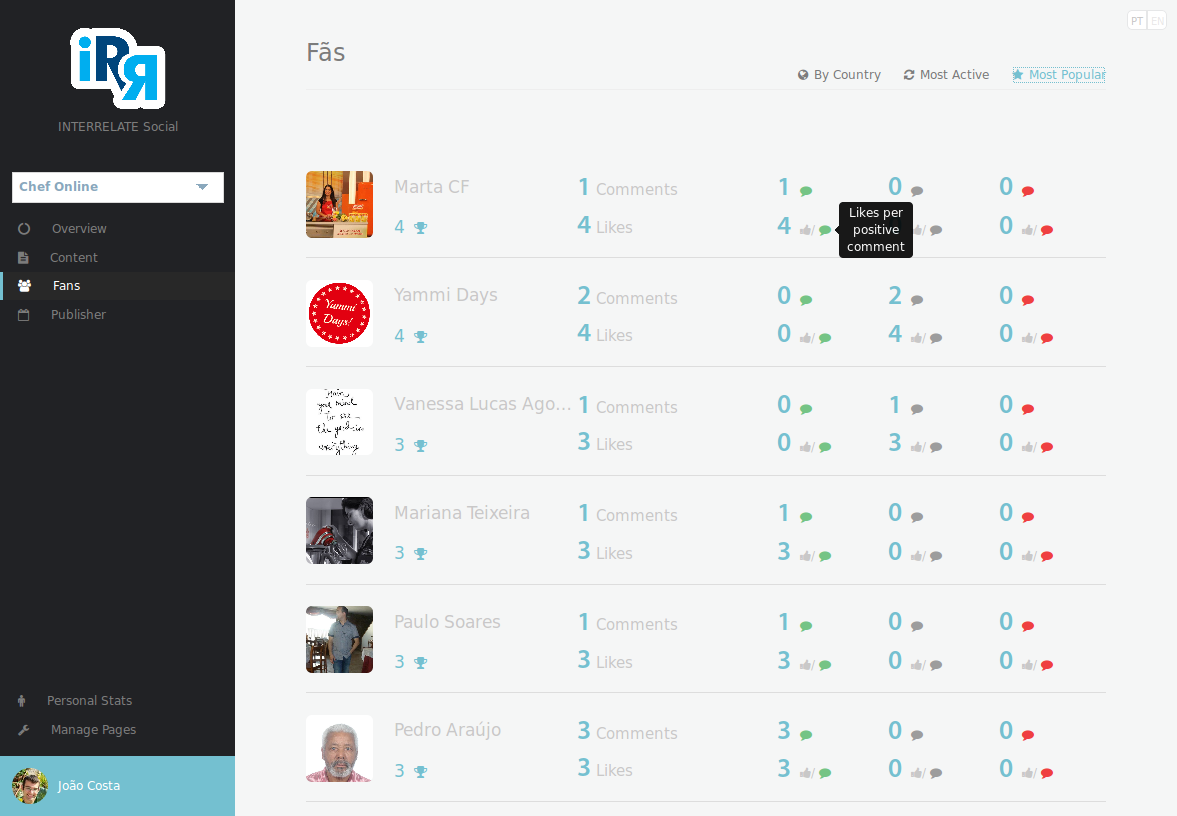 iRR
INTERRELATE Social
Chef Online
Overview
Content
Fans
Publisher
Personal Stats
Manage Pages
João Costa
PT EN
Fãs
By Country Most Active Most Popular
Marta CF 1 Comments 1 0 0
4 4 Likes 4 / / 0 /
Likes per
positive
comment
Yammi Days 2 Comments 0 2 0
4 4 Likes 0 / 4 / 0 /
Yammi
Days!
Vanessa Lucas Ago... 1 Comments 0 1 0
3 3 Likes 0 / 3 / 0 /
Mariana Teixeira 1 Comments 1 0 0
3 3 Likes 3 / 0 / 0 /
Paulo Soares 1 Comments 1 0 0
3 3 Likes 3 / 0 / 0 /
Pedro Araújo 3 Comments 3 0 0
3 3 Likes 3 / 0 / 0 /